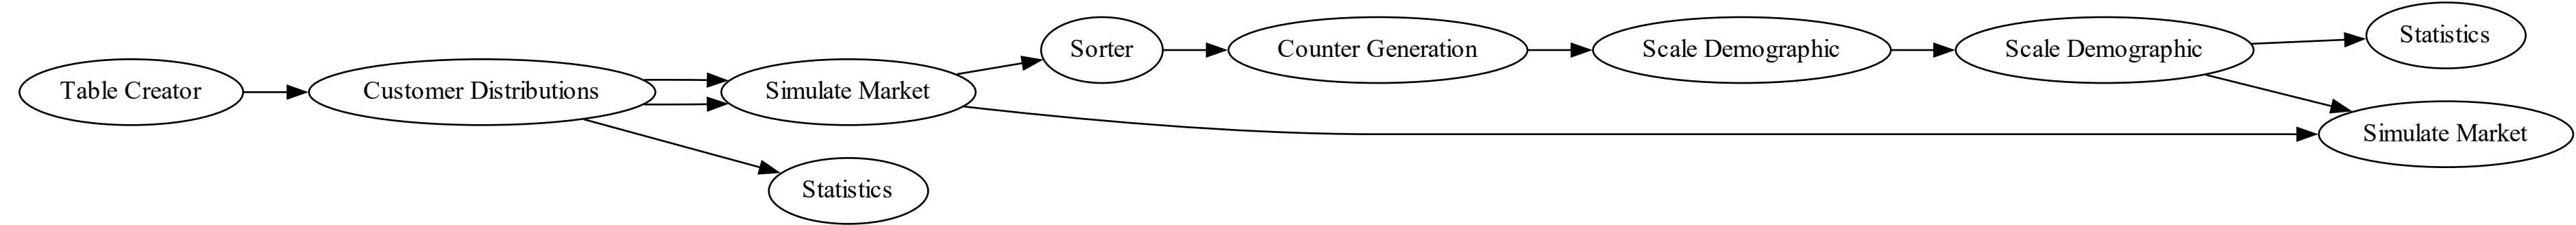 Table Creator
Customer Distributions
Simulate Market
Statistics
Sorter
Counter Generation
Scale Demographic
Scale Demographic
Statistics
Simulate Market